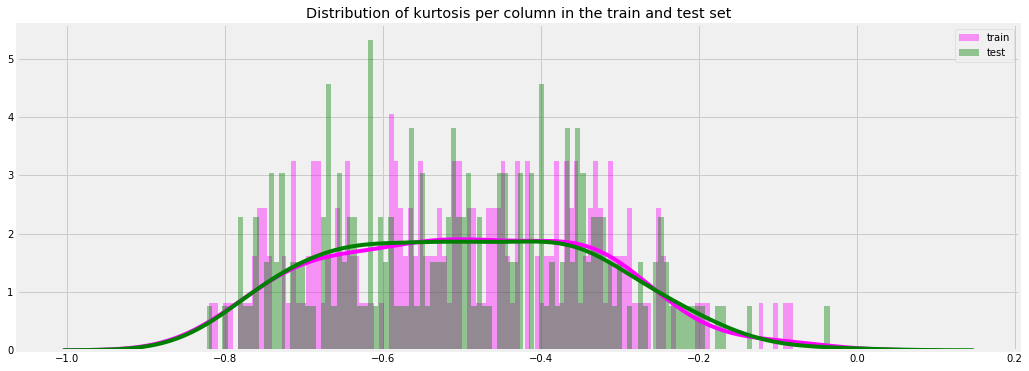 Distribution of kurtosis per column in the train and test set
train
test
5
4
3
2
1
0
−1.0 −0.8 −0.6 −0.4 −0.2 0.0 0.2